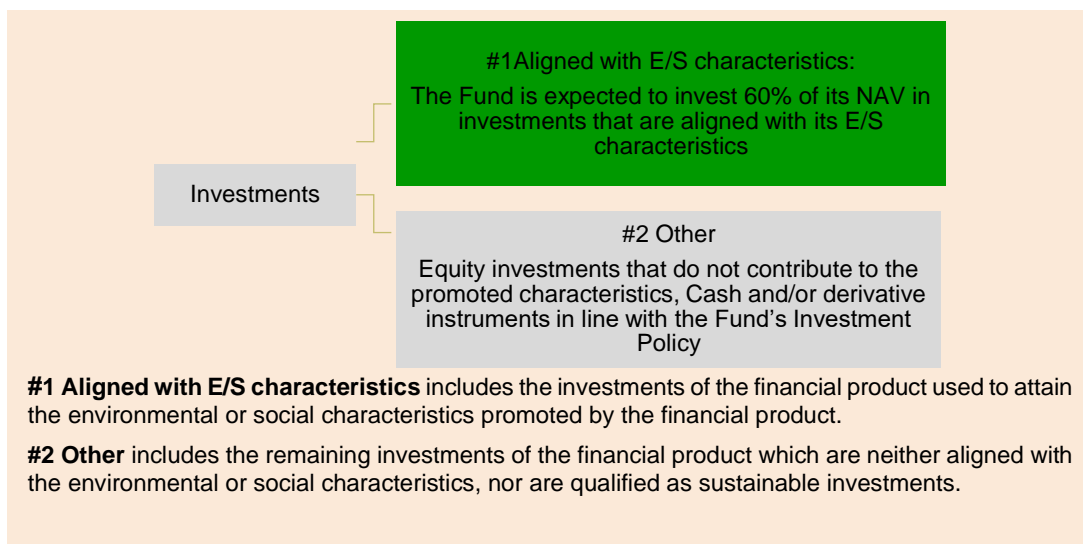 #1Aligned with E/S characteristics:
The Fund is expected to invest 60% of its NAV in
investments that are aligned with its E/S
characteristics
Investments
#2 Other
Equity investments that do not contribute to the
promoted characteristics, Cash and/or derivative
instruments in line with the Fund's Investment
Policy
#1 Aligned with E/S characteristics includes the investments of the financial product used to attain
the environmental or social characteristics promoted by the financial product.
#2 Other includes the remaining investments of the financial product which are neither aligned with
the environmental or social characteristics, nor are qualified as sustainable investments.